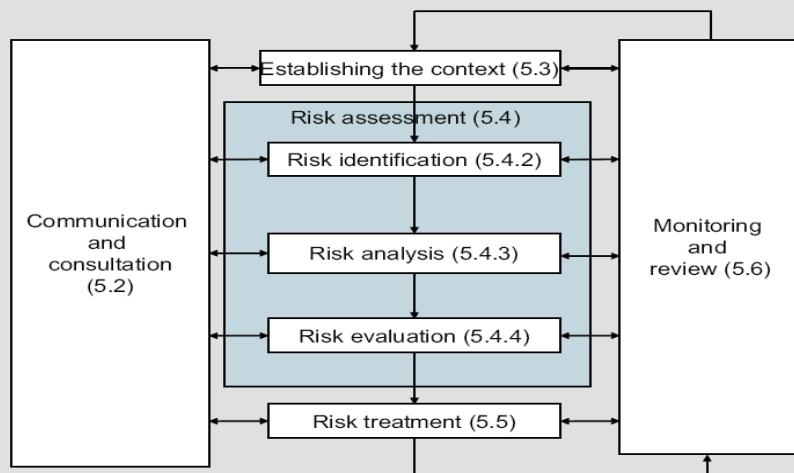 Establishing the context (5.3)
Risk assessment (5.4)
Risk identification (5.4.2)
Communication
and
consultation
(5.2)
Risk analysis (5.4.3)
Monitoring
and
review (5.6)
Risk evaluation (5.4.4)
Risk treatment (5.5)